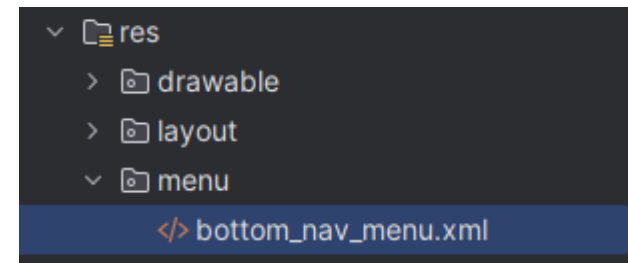 res
drawable
layout
menu
</> bottom_nav_menu.xml